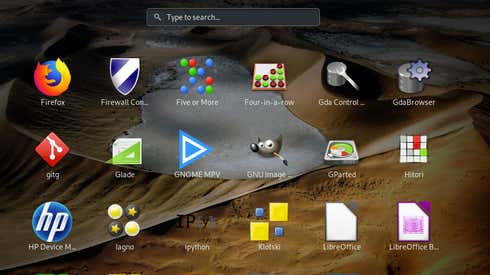 Type to search...
Firefox
Firewall Con...
Five or More
Four-in-a-row
Gda Control ...
GdaBrowser
gitg
Glade
GNOME MPV
GNU Image ...
GParted
Hitori
hp
HP Device M...
Iagno
IP
ipython
Klotski
LibreOffice
LibreOffice B...